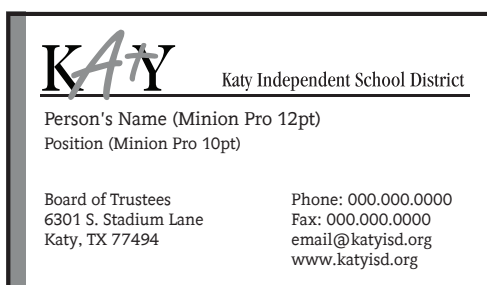 KAtY
Katy Independent School District
Person's Name (Minion Pro 12pt)
Position (Minion Pro 10pt)
Board of Trustees
6301 S. Stadium Lane
Katy, TX 77494
Phone: 000.000.0000
Fax: 000.000.0000
email@katyisd.org
www.katyisd.org